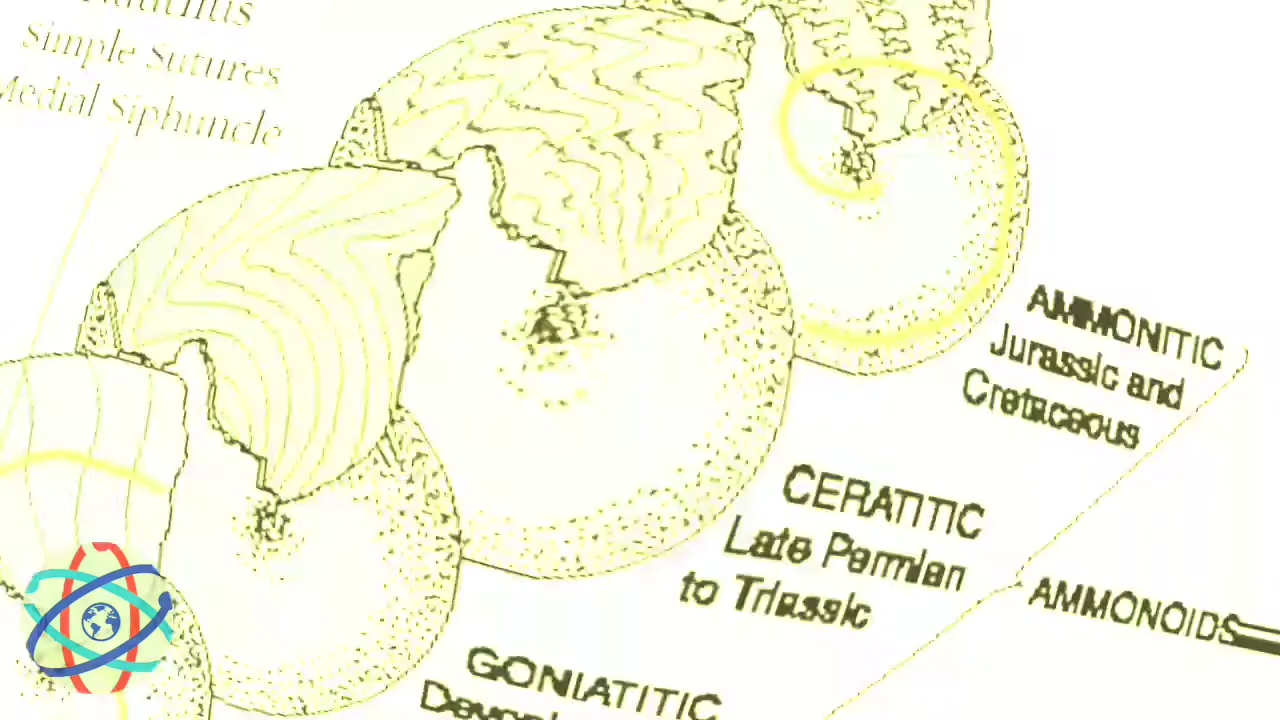 Simple Sutures
Medial Siphuncle
AMMONITIC
Jurassic and
Cretaceous
CERATITIC
Late Permian
to Triassic
AMMONOIDS
GONIATITIC